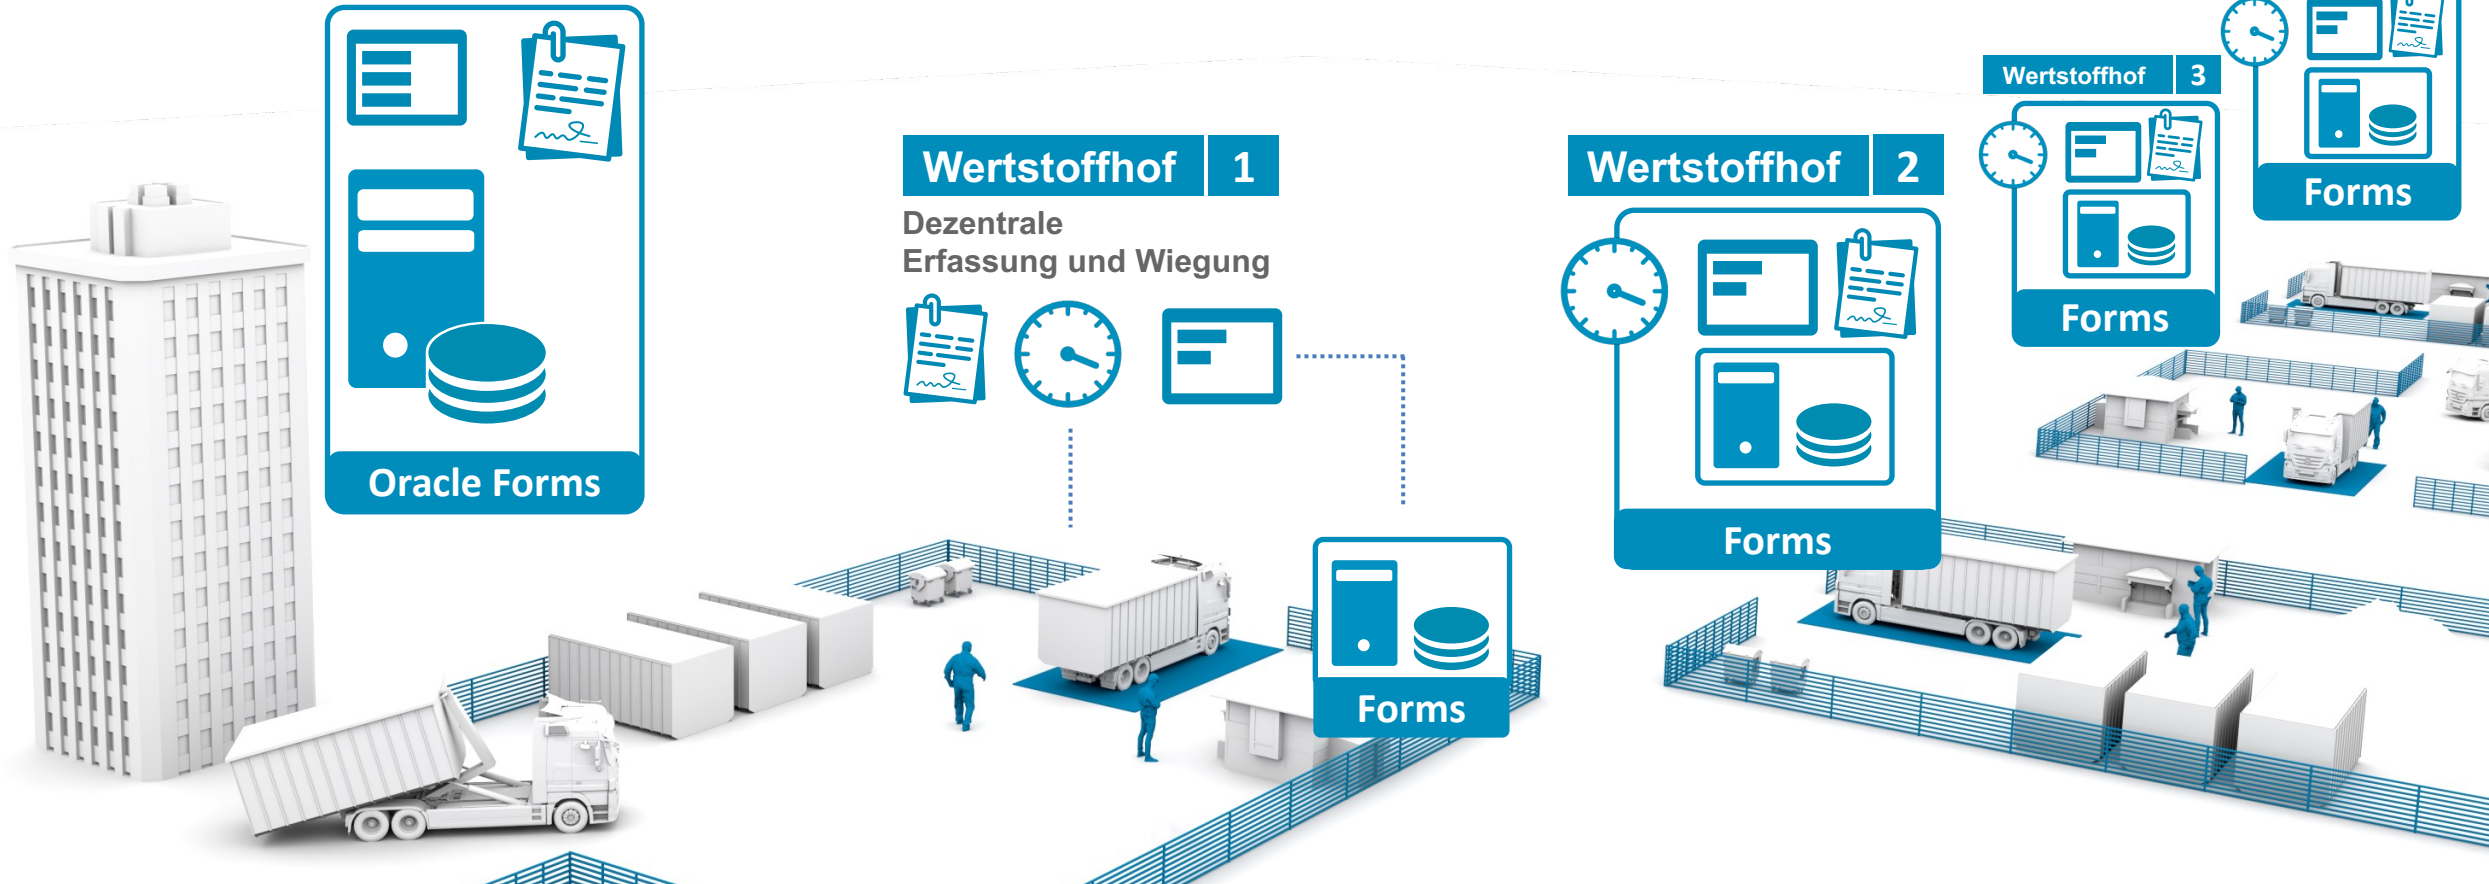 Oracle Forms
Wertstoffhof 1
Dezentrale
Erfassung und Wiegung
Forms
Wertstoffhof 2
Forms
Wertstoffhof 3
Forms
Forms